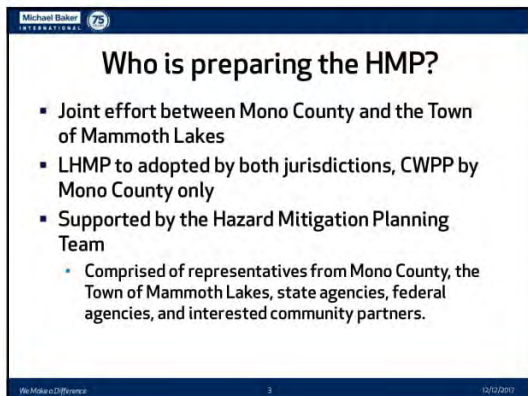 Michael Baker
INTERNATIONAL
75
Who is preparing the HMP?
Joint effort between Mono County and the Town
of Mammoth Lakes
LHMP to adopted by both jurisdictions, CWPP by
Mono County only
Supported by the Hazard Mitigation Planning
Team
Comprised of representatives from Mono County, the
Town of Mammoth Lakes, state agencies, federal
agencies, and interested community partners.
We Make a Difference
3
12/12/2017